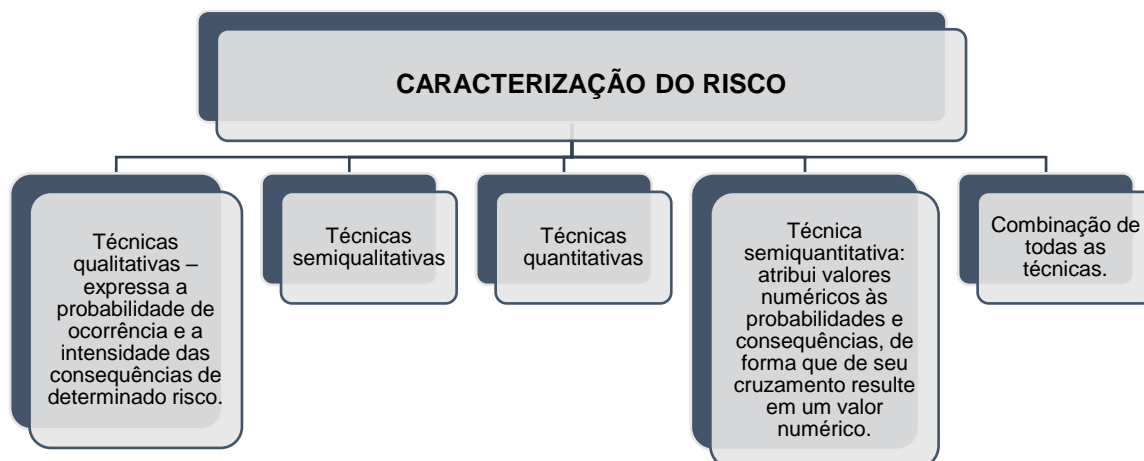 CARACTERIZAÇÃO DO RISCO
Técnicas
qualitativas –
expressa a
probabilidade de
ocorrência e a
intensidade das
consequências de
determinado risco.
Técnicas
semiqualitativas
Técnicas
quantitativas
Técnica
semiquantitativa:
atribui valores
numéricos às
probabilidades e
consequências, de
forma que de seu
cruzamento resulte
em um valor
numérico.
Combinação de
todas as
técnicas.